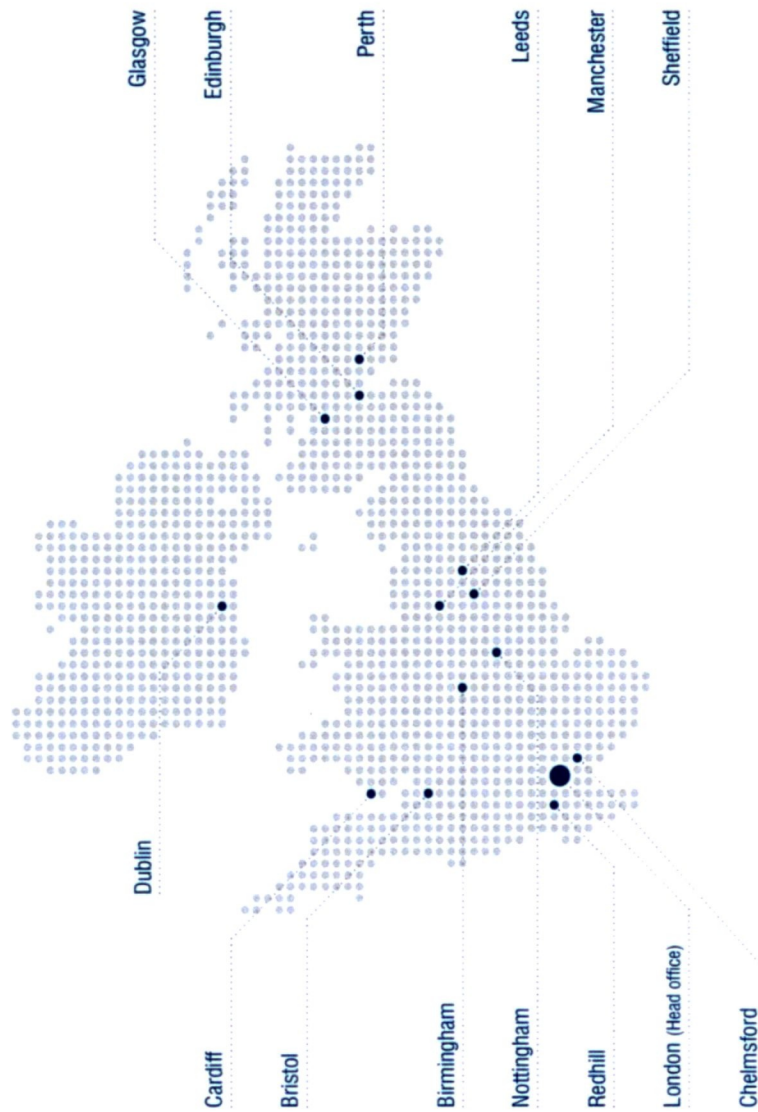 Glasgow
Edinburgh
Perth
Leeds
Manchester
Sheffield
Dublin
Cardiff
Bristol
Birmingham
Nottingham
Redhill
London (Head office)
Chelmsford